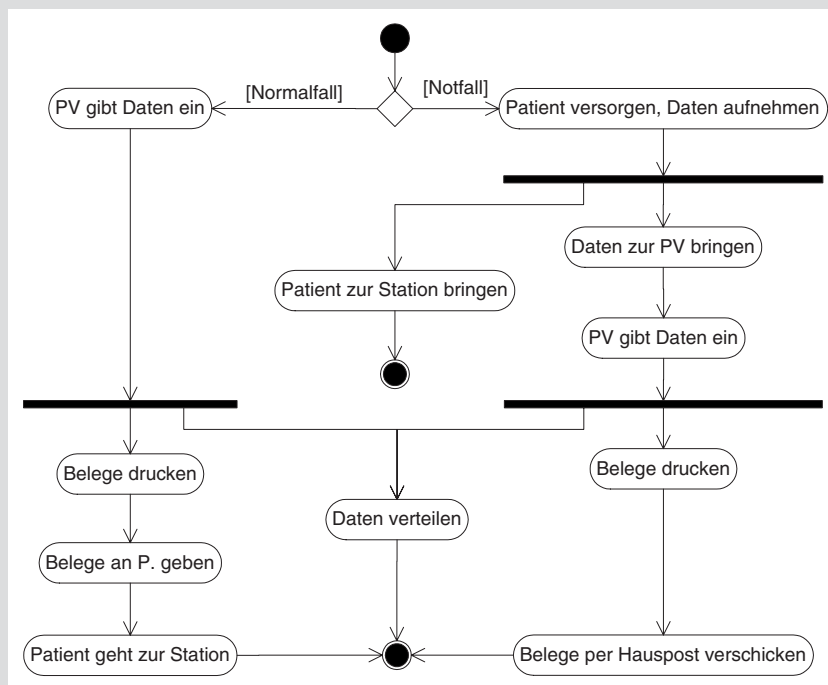 [Normalfall]
[Notfall]
PV gibt Daten ein
Patient versorgen, Daten aufnehmen
Daten zur PV bringen
Patient zur Station bringen
PV gibt Daten ein
Belege drucken
Belege drucken
Daten verteilen
Belege an P. geben
Patient geht zur Station
Belege per Hauspost verschicken